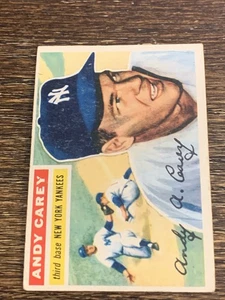 ANDY CAREY
third base NEW YORK YANKEES
Andy A. Carey
NY